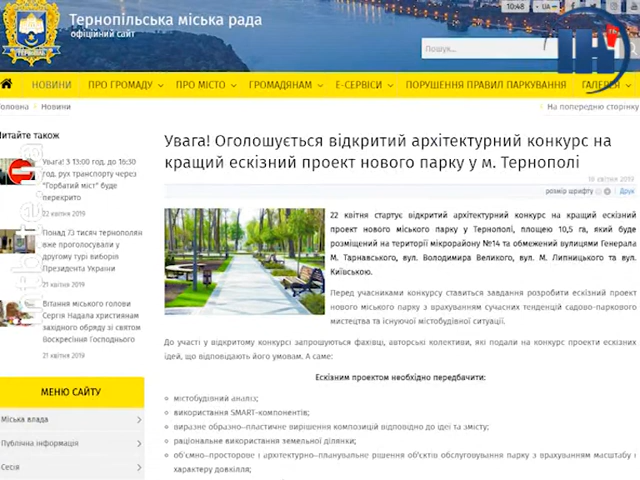 Тернопільська міська рада
офіційний сайт
10:48
UA
Пошук...
ІН
НОВИНИ ПРО ГРОМАДУ ПРО МІСТО ГРОМАДЯНАМ Е-СЕРВІСИ ПОРУШЕННЯ ПРАВИЛ ПАРКУВАННЯ ГАЛЕРЕЯ
Головна Новини
На попередню сторінку
Читайте також
Увага! З 13:00 год. до 16:30
год. рух транспорту через
"Горбатий міст" буде
перекрито
22 квітня 2019
Понад 73 тисяч тернополян
вже проголосували у
другому турі виборів
Президента України
21 квітня 2019
Вітання міського голови
Сергія Надала християнам
західного обряду зі святом
Воскресіння Господнього
21 квітня 2019
МЕНЮ САЙТУ
Міська влада
Публічна інформація
Сесія
Увага! Оголошується відкритий архітектурний конкурс на
кращий ескізний проект нового парку у м. Тернополі
18 квітня 2019
розмір шрифту Друк
22 квітня стартує відкритий архітектурний конкурс на кращий ескізний
проект нового міського парку у Тернополі, площею 10,5 га, який буде
розміщений на території мікрорайону №14 та обмежений вулицями Генерала
М. Тарнавського, вул. Володимира Великого, вул. М. Липницького та вул.
Київською.
Перед учасниками конкурсу ставиться завдання розробити ескізний проект
нового міського парку з врахуванням сучасних тенденцій садово-паркового
мистецтва та існуючої містобудівної ситуації.
До участі у відкритому конкурсі запрошуються фахівці, авторські колективи, які подали на конкурс проекти ескізних
ідей, що відповідають його умовам. А саме:
Ескізним проектом необхідно передбачити:
містобудівний аналіз;
використання SMART-компонентів;
виразне образно–пластичне вирішення композицій відповідно до ідеї та змісту;
раціональне використання земельної ділянки;
об'ємно–просторове і архітектурно–планувальне рішення об'єктів обслуговування парку з врахуванням масштабу і
характеру довкілля;